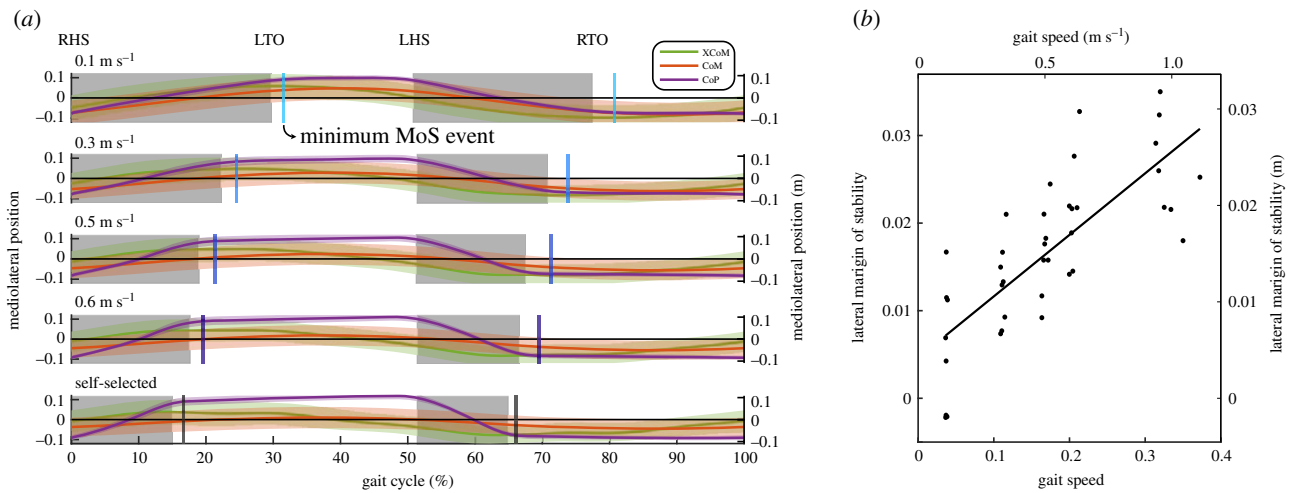 (a)
RHS LTO LHS RTO
XCoM
CoM
CoP
0.1 m s⁻¹
0.1 0.1
0 0
–0.1 –0.1
minimum MoS event
0.3 m s⁻¹
0.1 0.1
0 0
–0.1 –0.1
0.5 m s⁻¹
0.1 0.1
0 0
–0.1 –0.1
0.6 m s⁻¹
0.1 0.1
0 0
–0.1 –0.1
self-selected
0.1 0.1
0 0
–0.1 –0.1
0 10 20 30 40 50 60 70 80 90 100
gait cycle (%)
mediolateral position
mediolateral position (m)
(b)
gait speed (m s⁻¹)
0 0.5 1.0
0.03 0.03
0.02 0.02
0.01 0.01
0 0
lateral marigin of stability
lateral marigin of stability (m)
0 0.1 0.2 0.3 0.4
gait speed